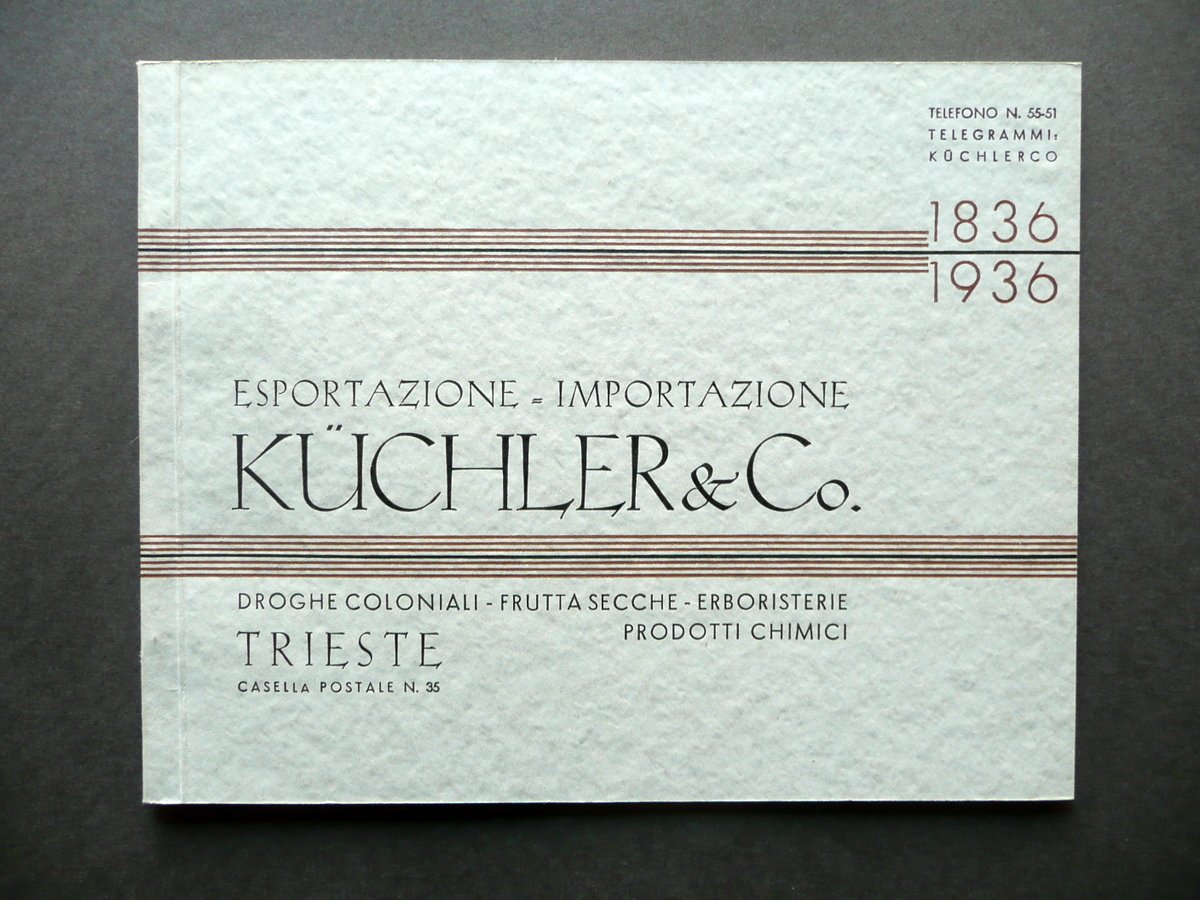 TELEFONO N. 55-51
TELEGRAMMI:
KÜCHLERCO
1836
1936
ESPORTAZIONE = IMPORTAZIONE
KÜCHLER & Co.
DROGHE COLONIALI - FRUTTA SECCHE - ERBORISTERIE
PRODOTTI CHIMICI
TRIESTE
CASELLA POSTALE N. 35